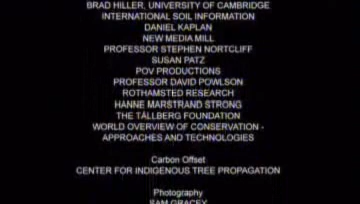 BRAD HILLER, UNIVERSITY OF CAMBRIDGE
INTERNATIONAL SOIL INFORMATION
DANIEL KAPLAN
NEW MEDIA MILL
PROFESSOR STEPHEN NORTCLIFF
SUSAN PATZ
POV PRODUCTIONS
PROFESSOR DAVID POWLSON
ROTHAMSTED RESEARCH
HANNE MARSTRAND STRONG
THE TÄLLBERG FOUNDATION
WORLD OVERVIEW OF CONSERVATION -
APPROACHES AND TECHNOLOGIES
Carbon Offset
CENTER FOR INDIGENOUS TREE PROPAGATION
Photography
SAM GRACEY